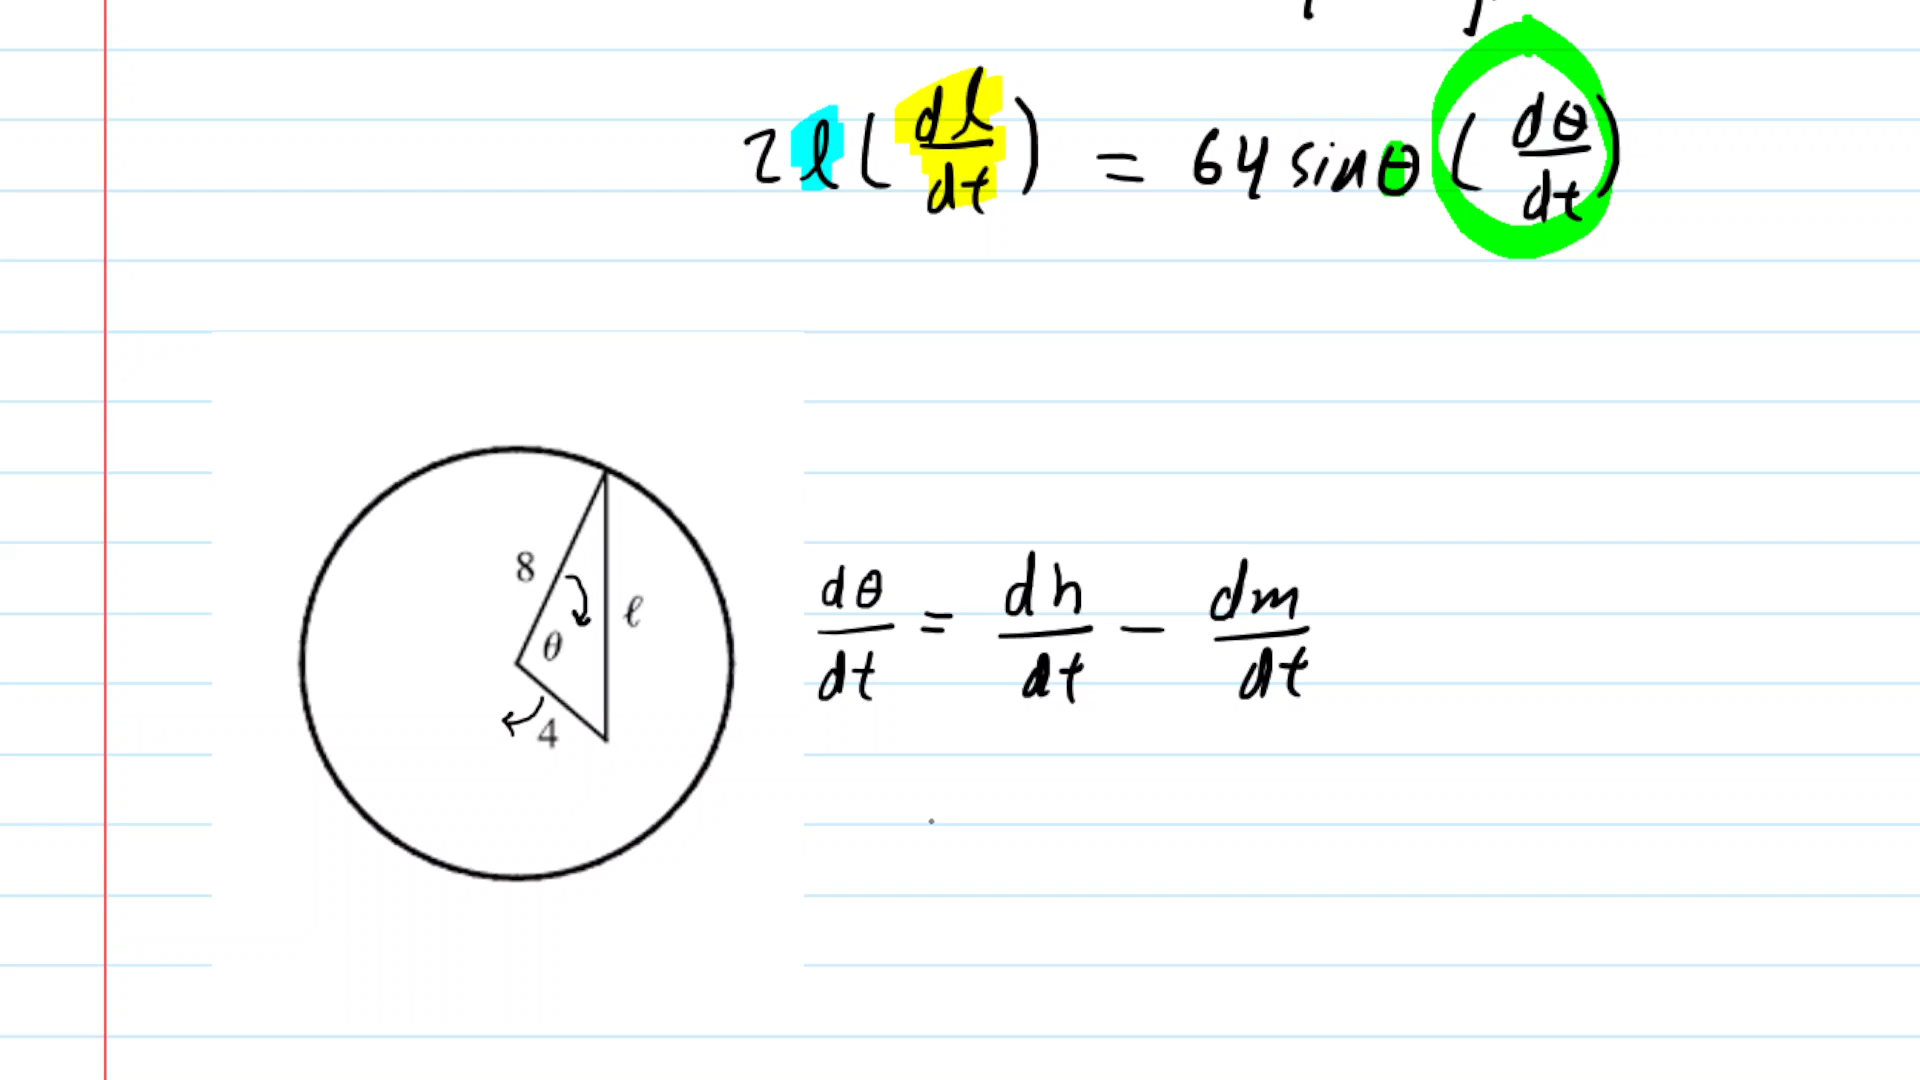 2ℓ(dℓ/dt) = 64 sinθ (dθ/dt)
8
θ
ℓ
4
dθ/dt = dh/dt − dm/dt